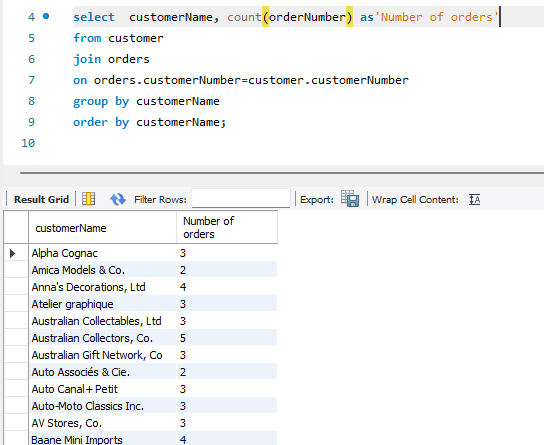 4 select  customerName, count(orderNumber) as'Number of orders'
5 from customer
6 join orders
7 on orders.customerNumber=customer.customerNumber
8 group by customerName
9 order by customerName;
10
Result Grid Filter Rows: Export: Wrap Cell Content: IA
customerName Number of
orders
Alpha Cognac 3
Amica Models & Co. 2
Anna's Decorations, Ltd 4
Atelier graphique 3
Australian Collectables, Ltd 3
Australian Collectors, Co. 5
Australian Gift Network, Co 3
Auto Associés & Cie. 2
Auto Canal+Petit 3
Auto-Moto Classics Inc. 3
AV Stores, Co. 3
Baane Mini Imports 4